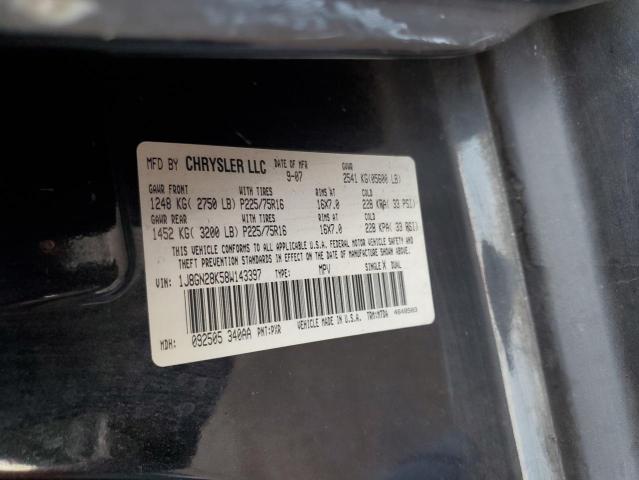 MFD BY CHRYSLER LLC DATE OF MFR 9-07 GVWR 2541 KG(05600 LB)
GAWR FRONT WITH TIRES RIMS AT COLD
1248 KG( 2750 LB) P225/75R16 16X7.0 228 KPA( 33 PSI)
GAWR REAR WITH TIRES RIMS AT COLD
1452 KG( 3200 LB) P225/75R16 16X7.0 228 KPA( 33 PSI)
THIS VEHICLE CONFORMS TO ALL APPLICABLE U.S.A. FEDERAL MOTOR VEHICLE SAFETY AND
THEFT PREVENTION STANDARDS IN EFFECT ON THE DATE OF MANUFACTURE SHOWN ABOVE.
VIN: 1J8GN28K58W143397 TYPE: MPV SINGLE X DUAL
MDH: 092505 340AA PNT:PXR VEHICLE MADE IN U.S.A. TRM:M7DA 4648503